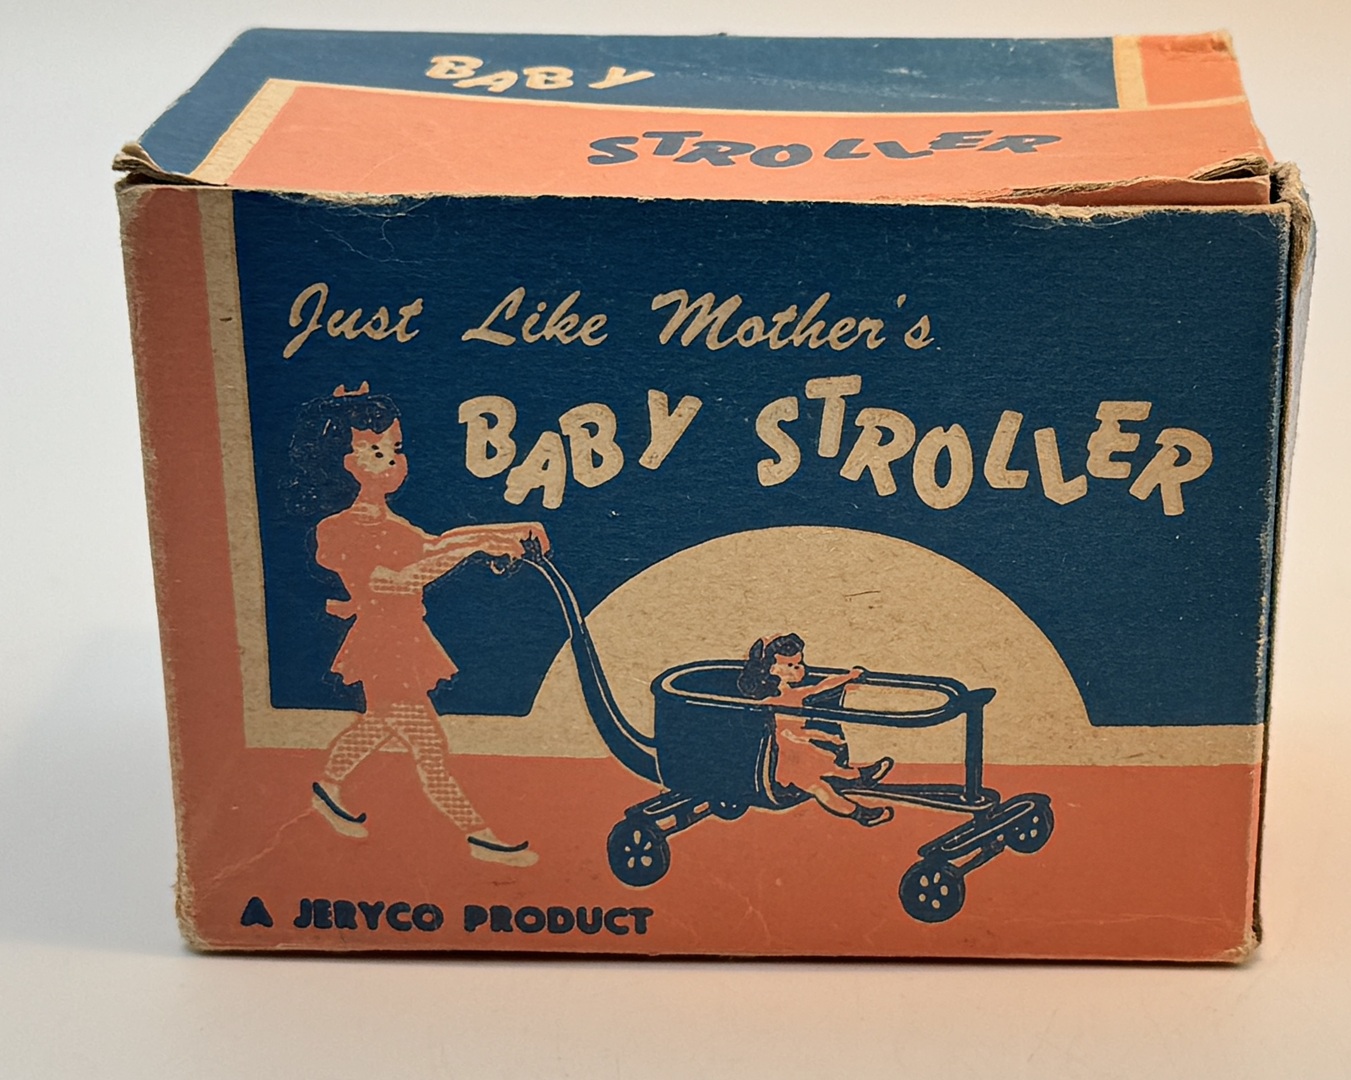 BABY
STROLLER
Just Like Mother's
BABY STROLLER
A JERYCO PRODUCT